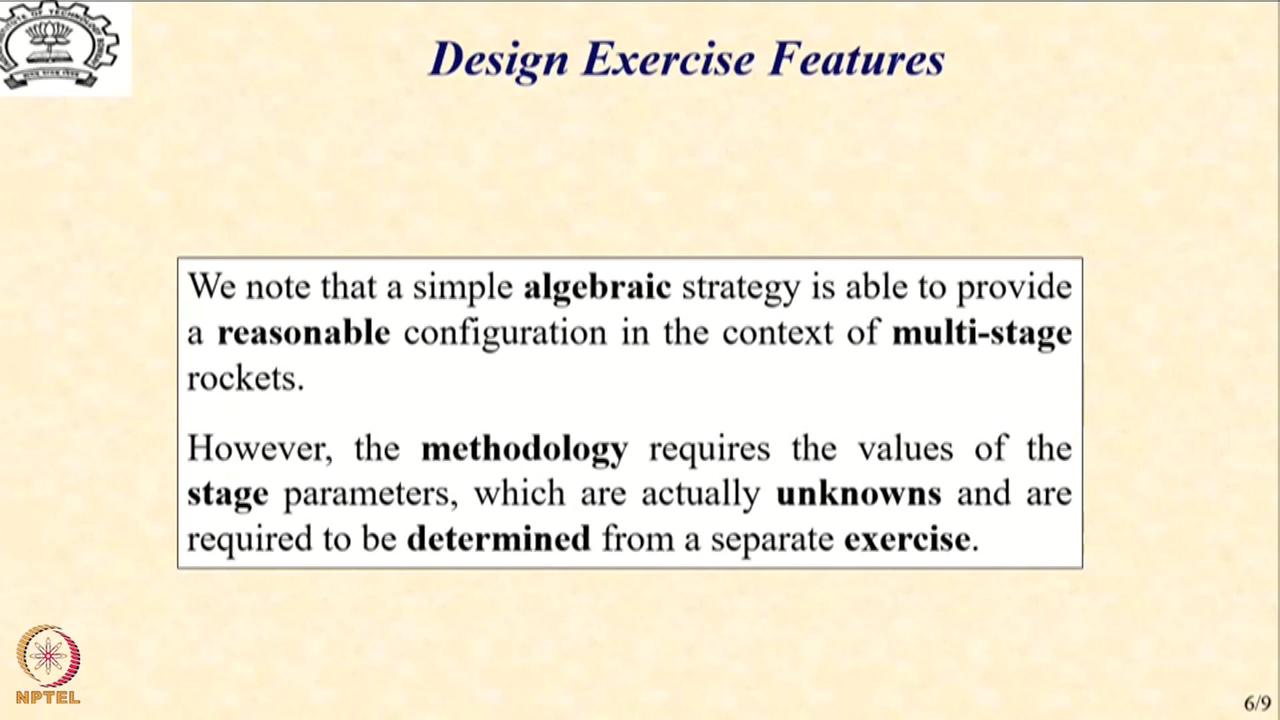 Design Exercise Features
We note that a simple algebraic strategy is able to provide
a reasonable configuration in the context of multi-stage
rockets.
However, the methodology requires the values of the
stage parameters, which are actually unknowns and are
required to be determined from a separate exercise.
NPTEL
6/9